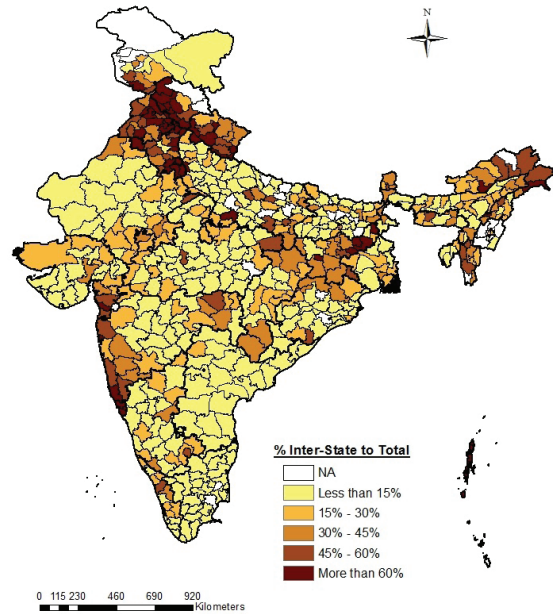 N
% Inter-State to Total
NA
Less than 15%
15% - 30%
30% - 45%
45% - 60%
More than 60%
0 115 230 460 690 920
Kilometers